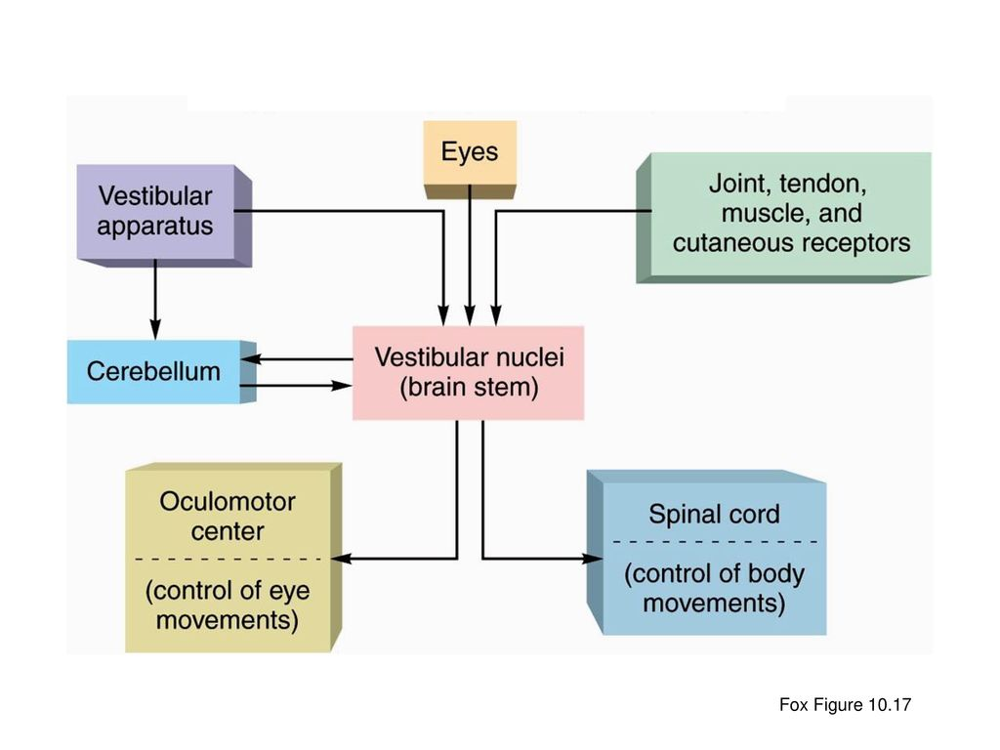 Eyes
Vestibular
apparatus
Joint, tendon,
muscle, and
cutaneous receptors
Cerebellum
Vestibular nuclei
(brain stem)
Oculomotor
center
(control of eye
movements)
Spinal cord
(control of body
movements)
Fox Figure 10.17